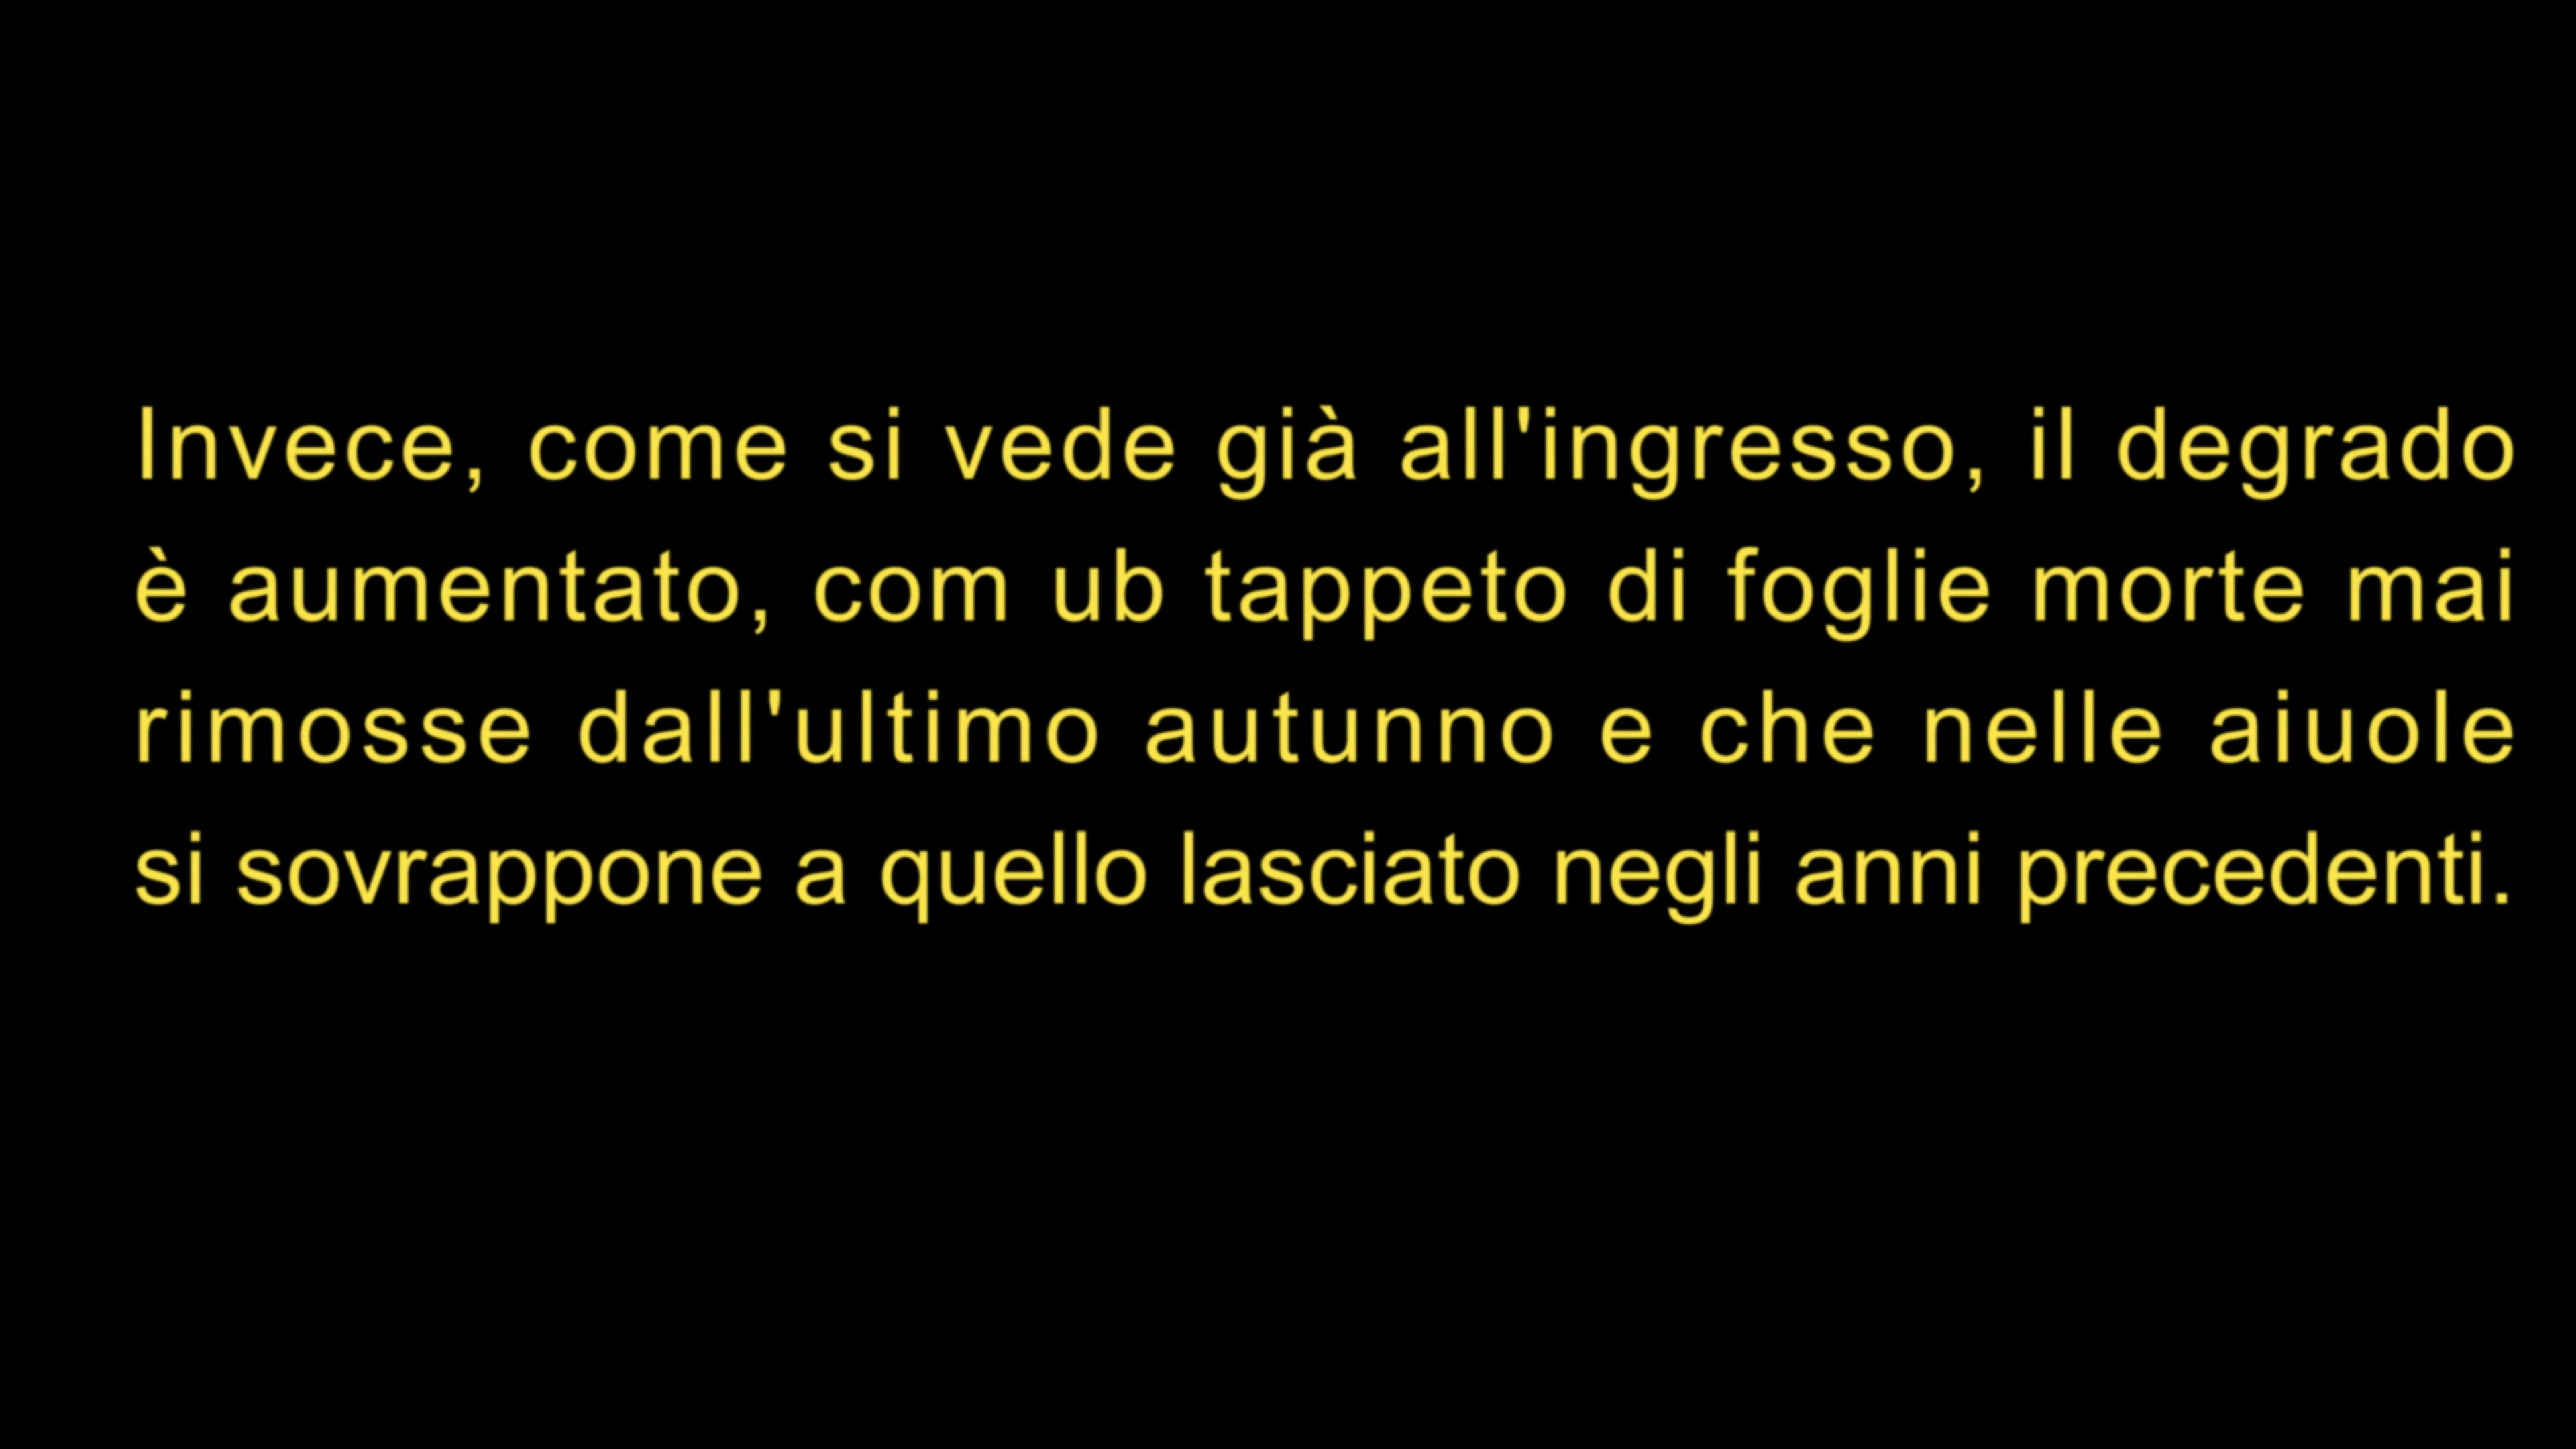 Invece, come si vede già all'ingresso, il degrado
è aumentato, com ub tappeto di foglie morte mai
rimosse dall'ultimo autunno e che nelle aiuole
si sovrappone a quello lasciato negli anni precedenti.